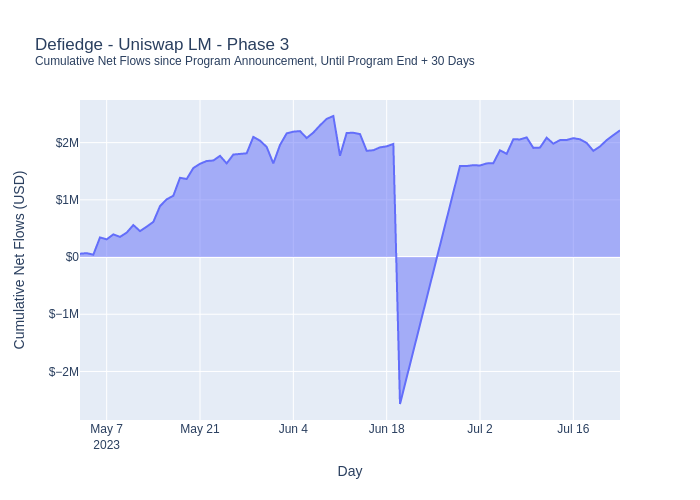 Defiedge - Uniswap LM - Phase 3
Cumulative Net Flows since Program Announcement, Until Program End + 30 Days
Cumulative Net Flows (USD)
$2M
$1M
$0
$−1M
$−2M
May 7
2023
May 21
Jun 4
Jun 18
Jul 2
Jul 16
Day